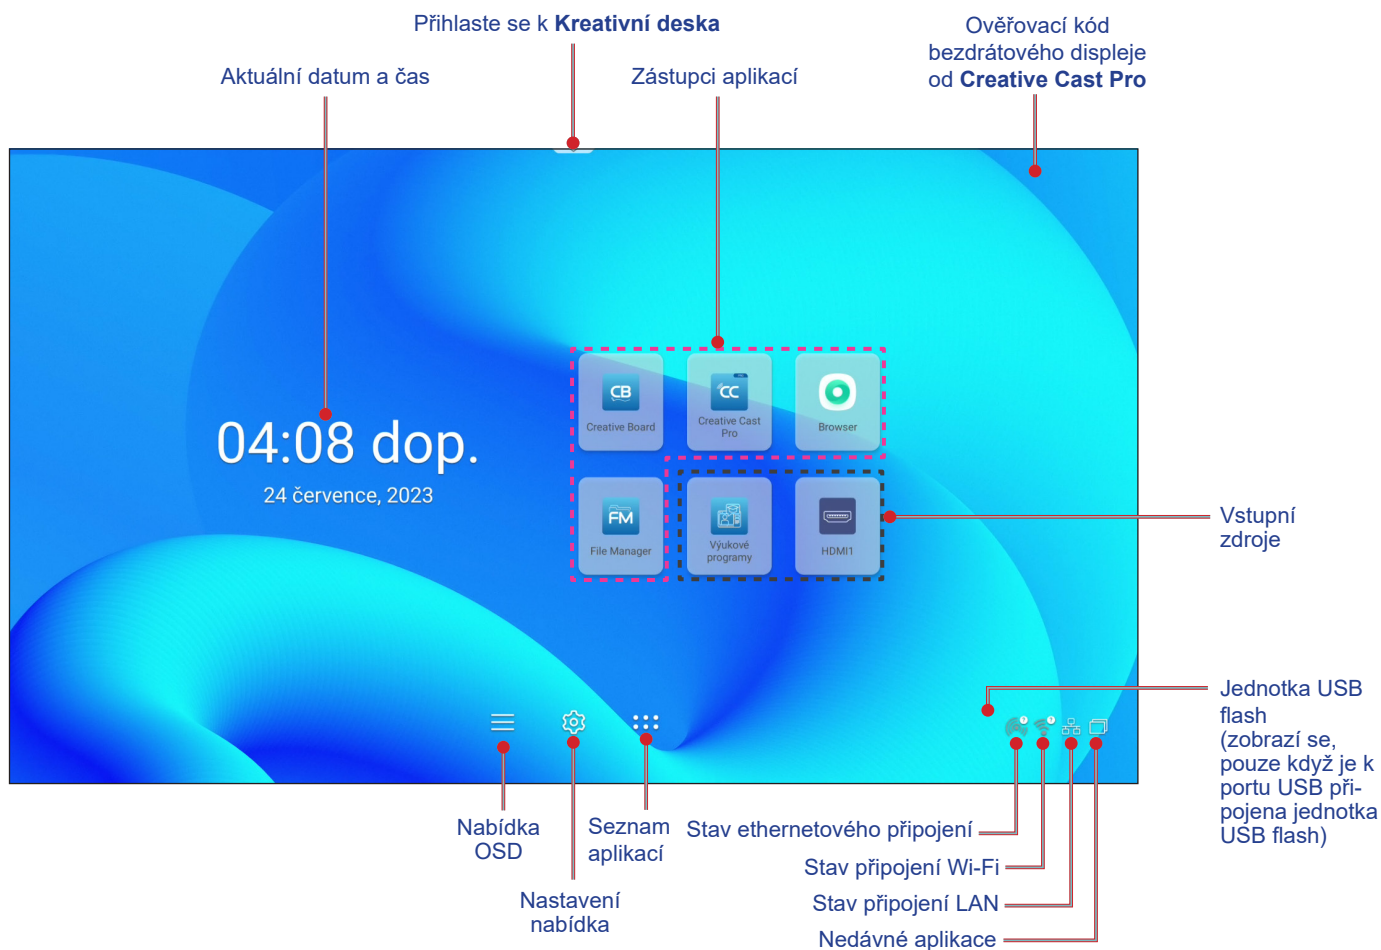 Přihlaste se k Kreativní deska
Ověřovací kód
bezdrátového displeje
od Creative Cast Pro
Aktuální datum a čas
Zástupci aplikací
CB
Creative Board
CC
Creative Cast
Pro
Browser
04:08 dop.
24 července, 2023
FM
File Manager
Výukové
programy
HDMI1
Vstupní
zdroje
Jednotka USB
flash
(zobrazí se,
pouze když je k
portu USB při-
pojena jednotka
USB flash)
Nabídka
OSD
Nastavení
nabídka
Seznam
aplikací
Stav ethernetového připojení
Stav připojení Wi-Fi
Stav připojení LAN
Nedávné aplikace